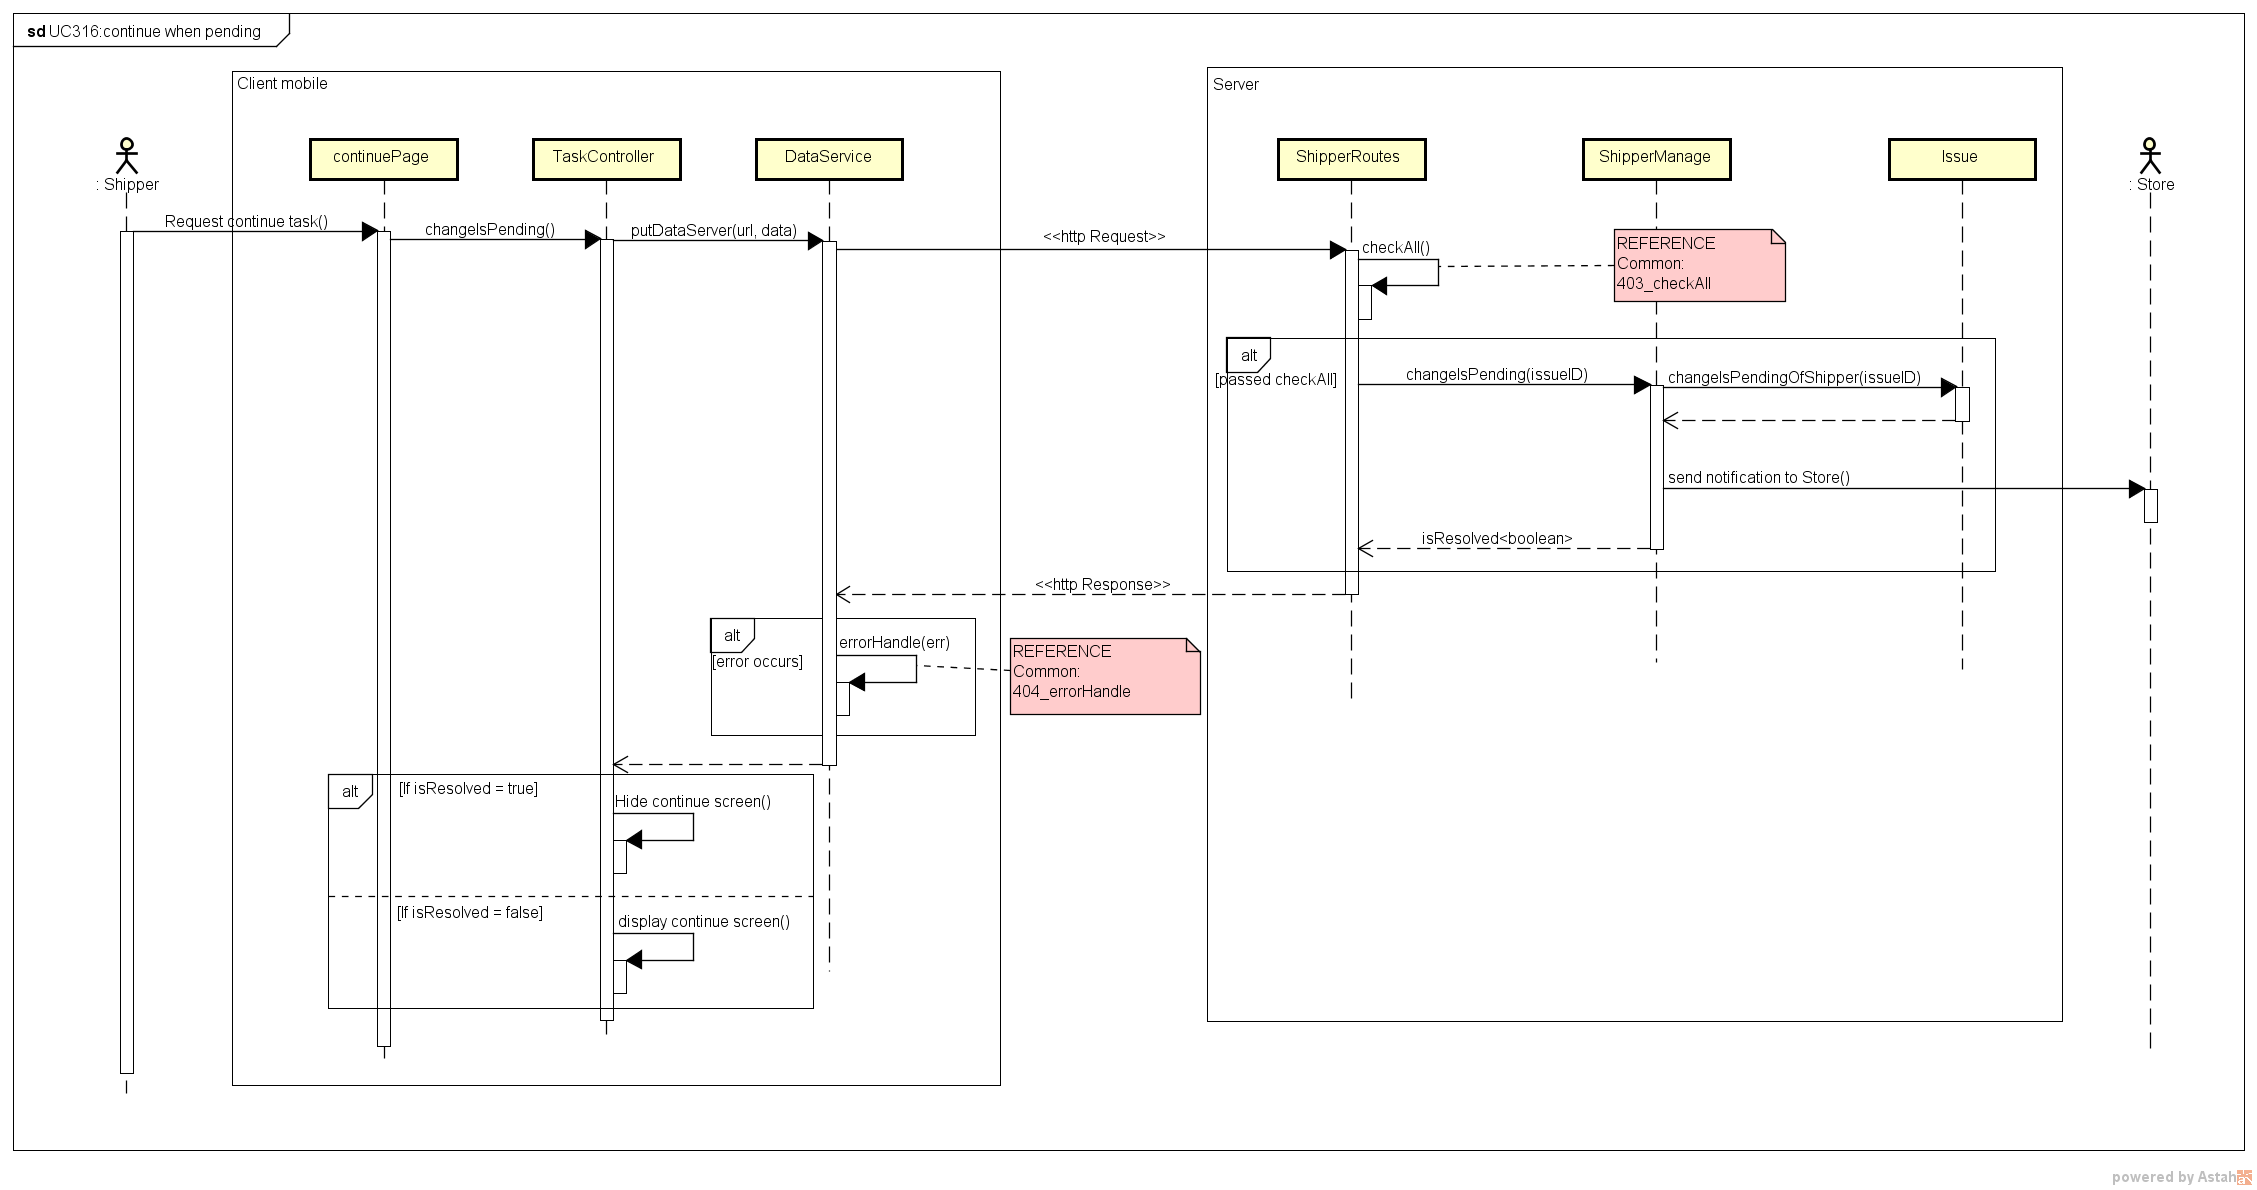 sd UC316:continue when pending
Client mobile
Server
: Shipper
continuePage
TaskController
DataService
ShipperRoutes
ShipperManage
Issue
: Store
Request continue task()
changeIsPending()
putDataServer(url, data)
<<http Request>>
checkAll()
REFERENCE
Common:
403_checkAll
alt
[passed checkAll]
changeIsPending(issueID)
changeIsPendingOfShipper(issueID)
send notification to Store()
isResolved<boolean>
<<http Response>>
alt
[error occurs]
errorHandle(err)
REFERENCE
Common:
404_errorHandle
alt
[If isResolved = true]
Hide continue screen()
[If isResolved = false]
display continue screen()
powered by Astah